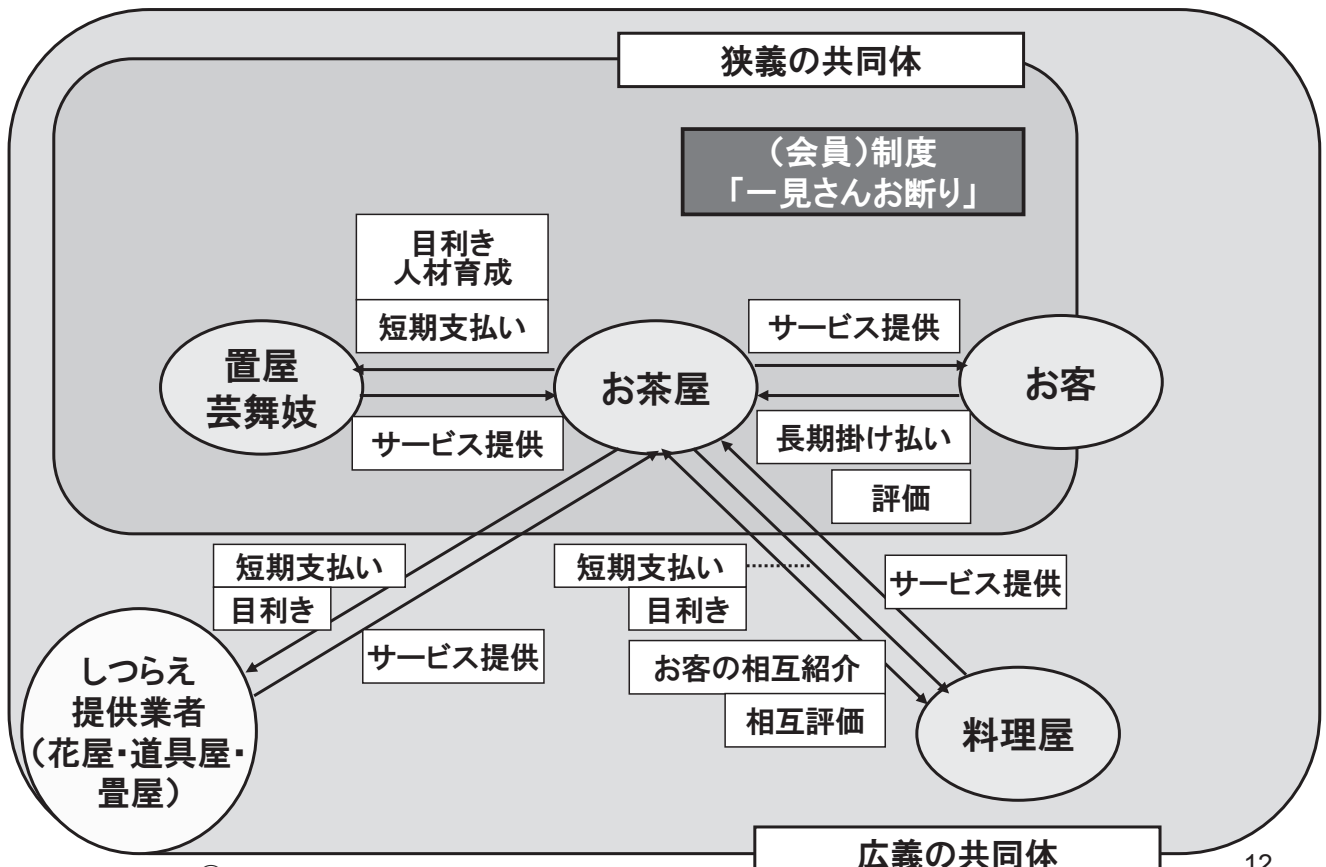 狭義の共同体
（会員）制度
「一見さんお断り」
目利き
人材育成
短期支払い
サービス提供
置屋
芸舞妓
お茶屋
お客
サービス提供
長期掛け払い
評価
短期支払い
目利き
短期支払い
目利き
サービス提供
サービス提供
お客の相互紹介
相互評価
しつらえ
提供業者
（花屋・道具屋・
畳屋）
料理屋
広義の共同体
12